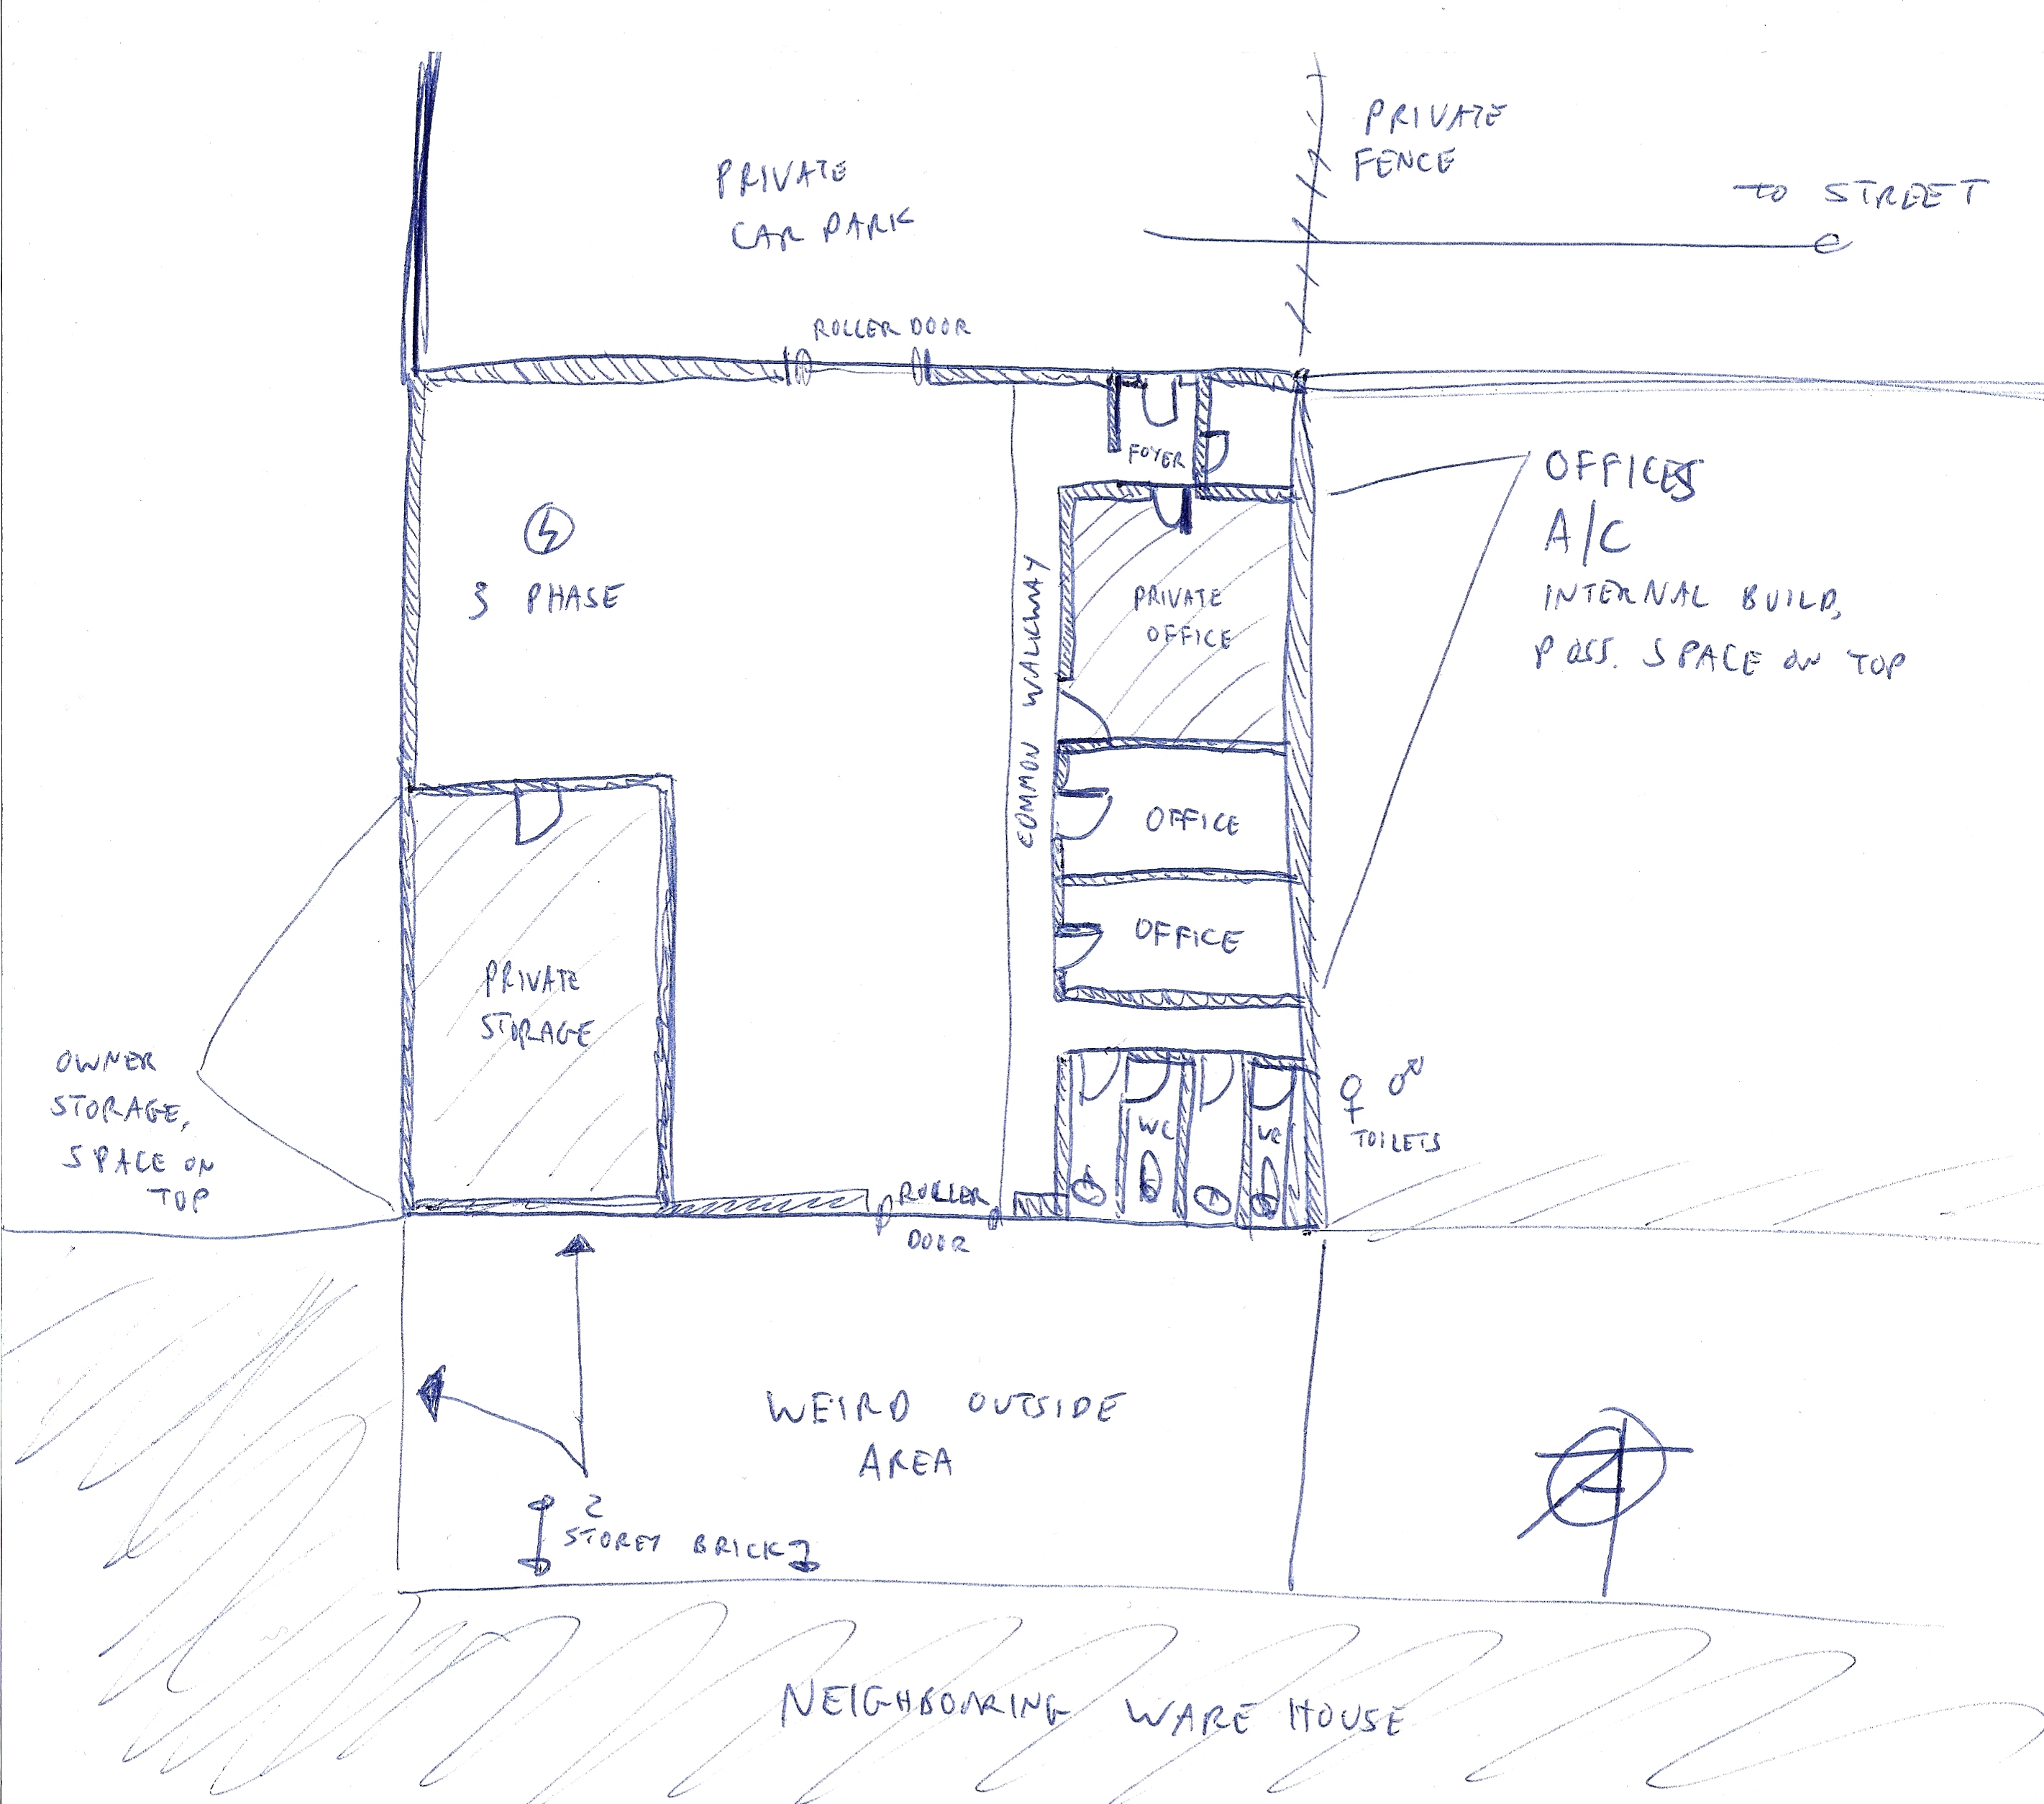 PRIVATE
CAR PARK
PRIVATE
FENCE
TO STREET
ROLLER DOOR
FOYER
3 PHASE
COMMON WALKWAY
PRIVATE
OFFICE
OFFICE
OFFICE
OFFICES
A/C
INTERNAL BUILD,
POSS. SPACE ON TOP
PRIVATE
STORAGE
OWNER
STORAGE,
SPACE ON
TOP
WC
WC
♀ ♂
TOILETS
ROLLER
DOOR
WEIRD OUTSIDE
AREA
2
STOREY BRICK
NEIGHBOARING WARE HOUSE